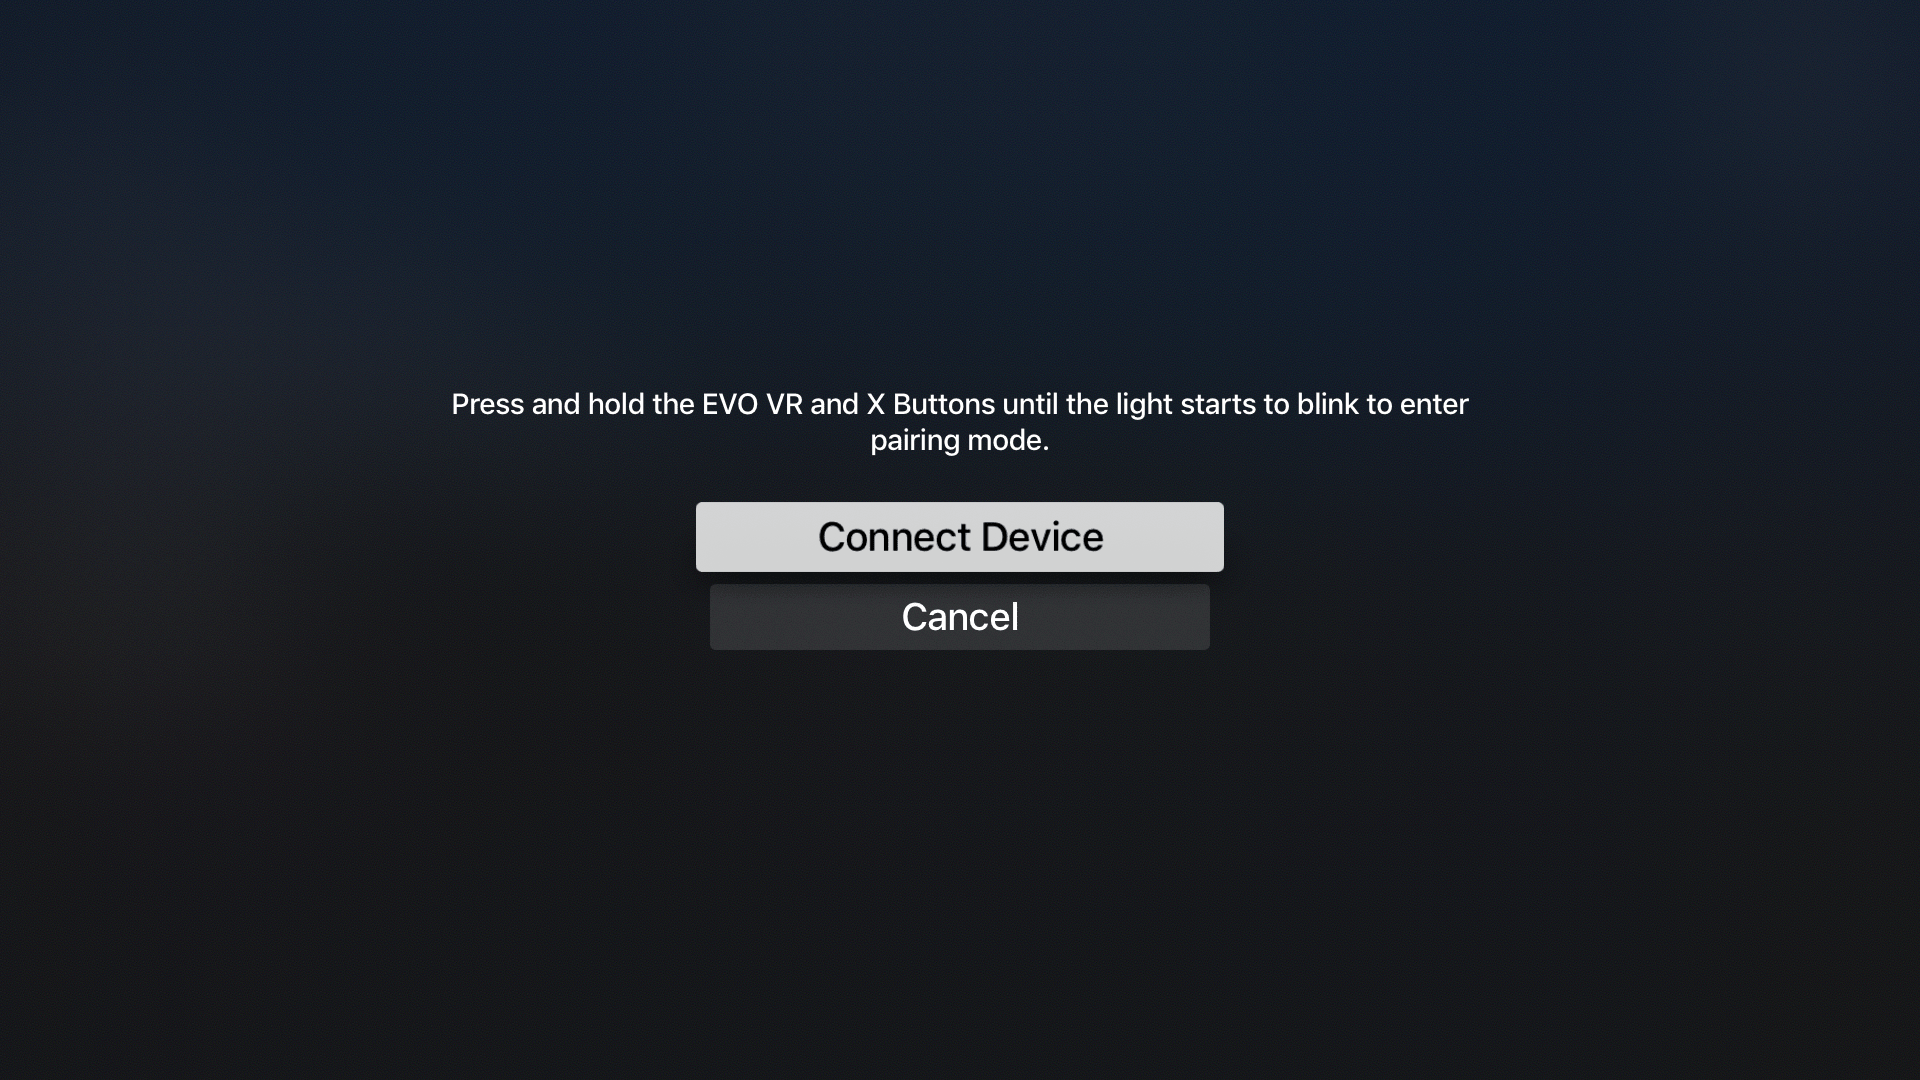 Press and hold the EVO VR and X Buttons until the light starts to blink to enter
pairing mode.
Connect Device
Cancel